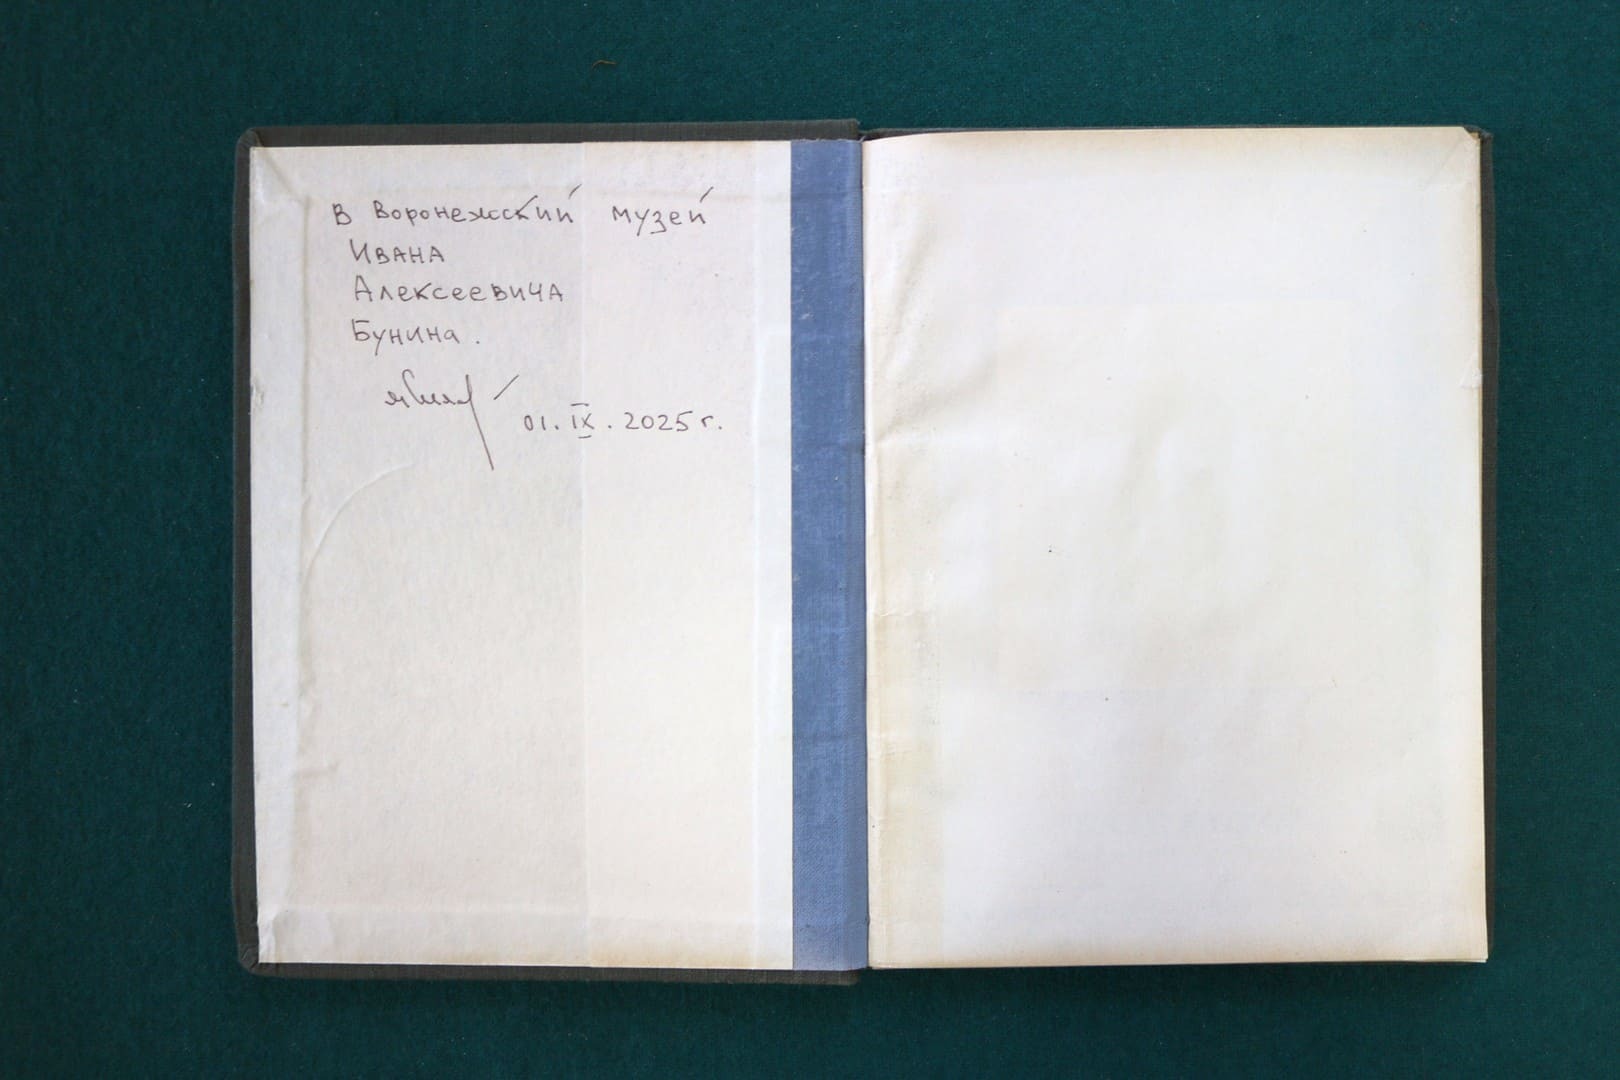 В Воронежский музей
Ивана
Алексеевича
Бунина.
01.IX.2025 г.